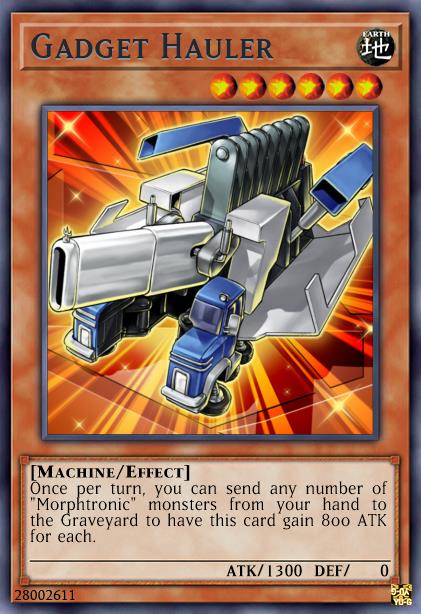 Gadget Hauler
EARTH
地
[Machine/Effect]
Once per turn, you can send any number of
"Morphtronic" monsters from your hand to
the Graveyard to have this card gain 800 ATK
for each.
ATK/1300 DEF/ 0
28002611